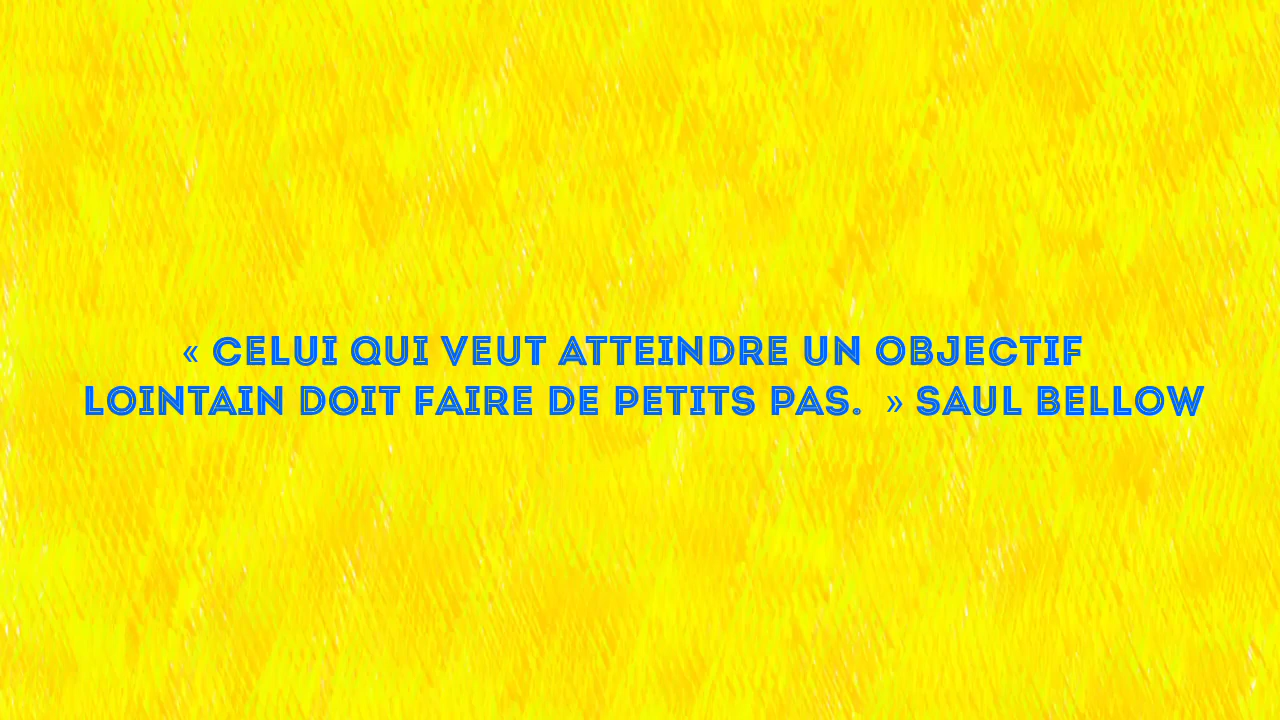 « CELUI QUI VEUT ATTEINDRE UN OBJECTIF
LOINTAIN DOIT FAIRE DE PETITS PAS.  » SAUL BELLOW